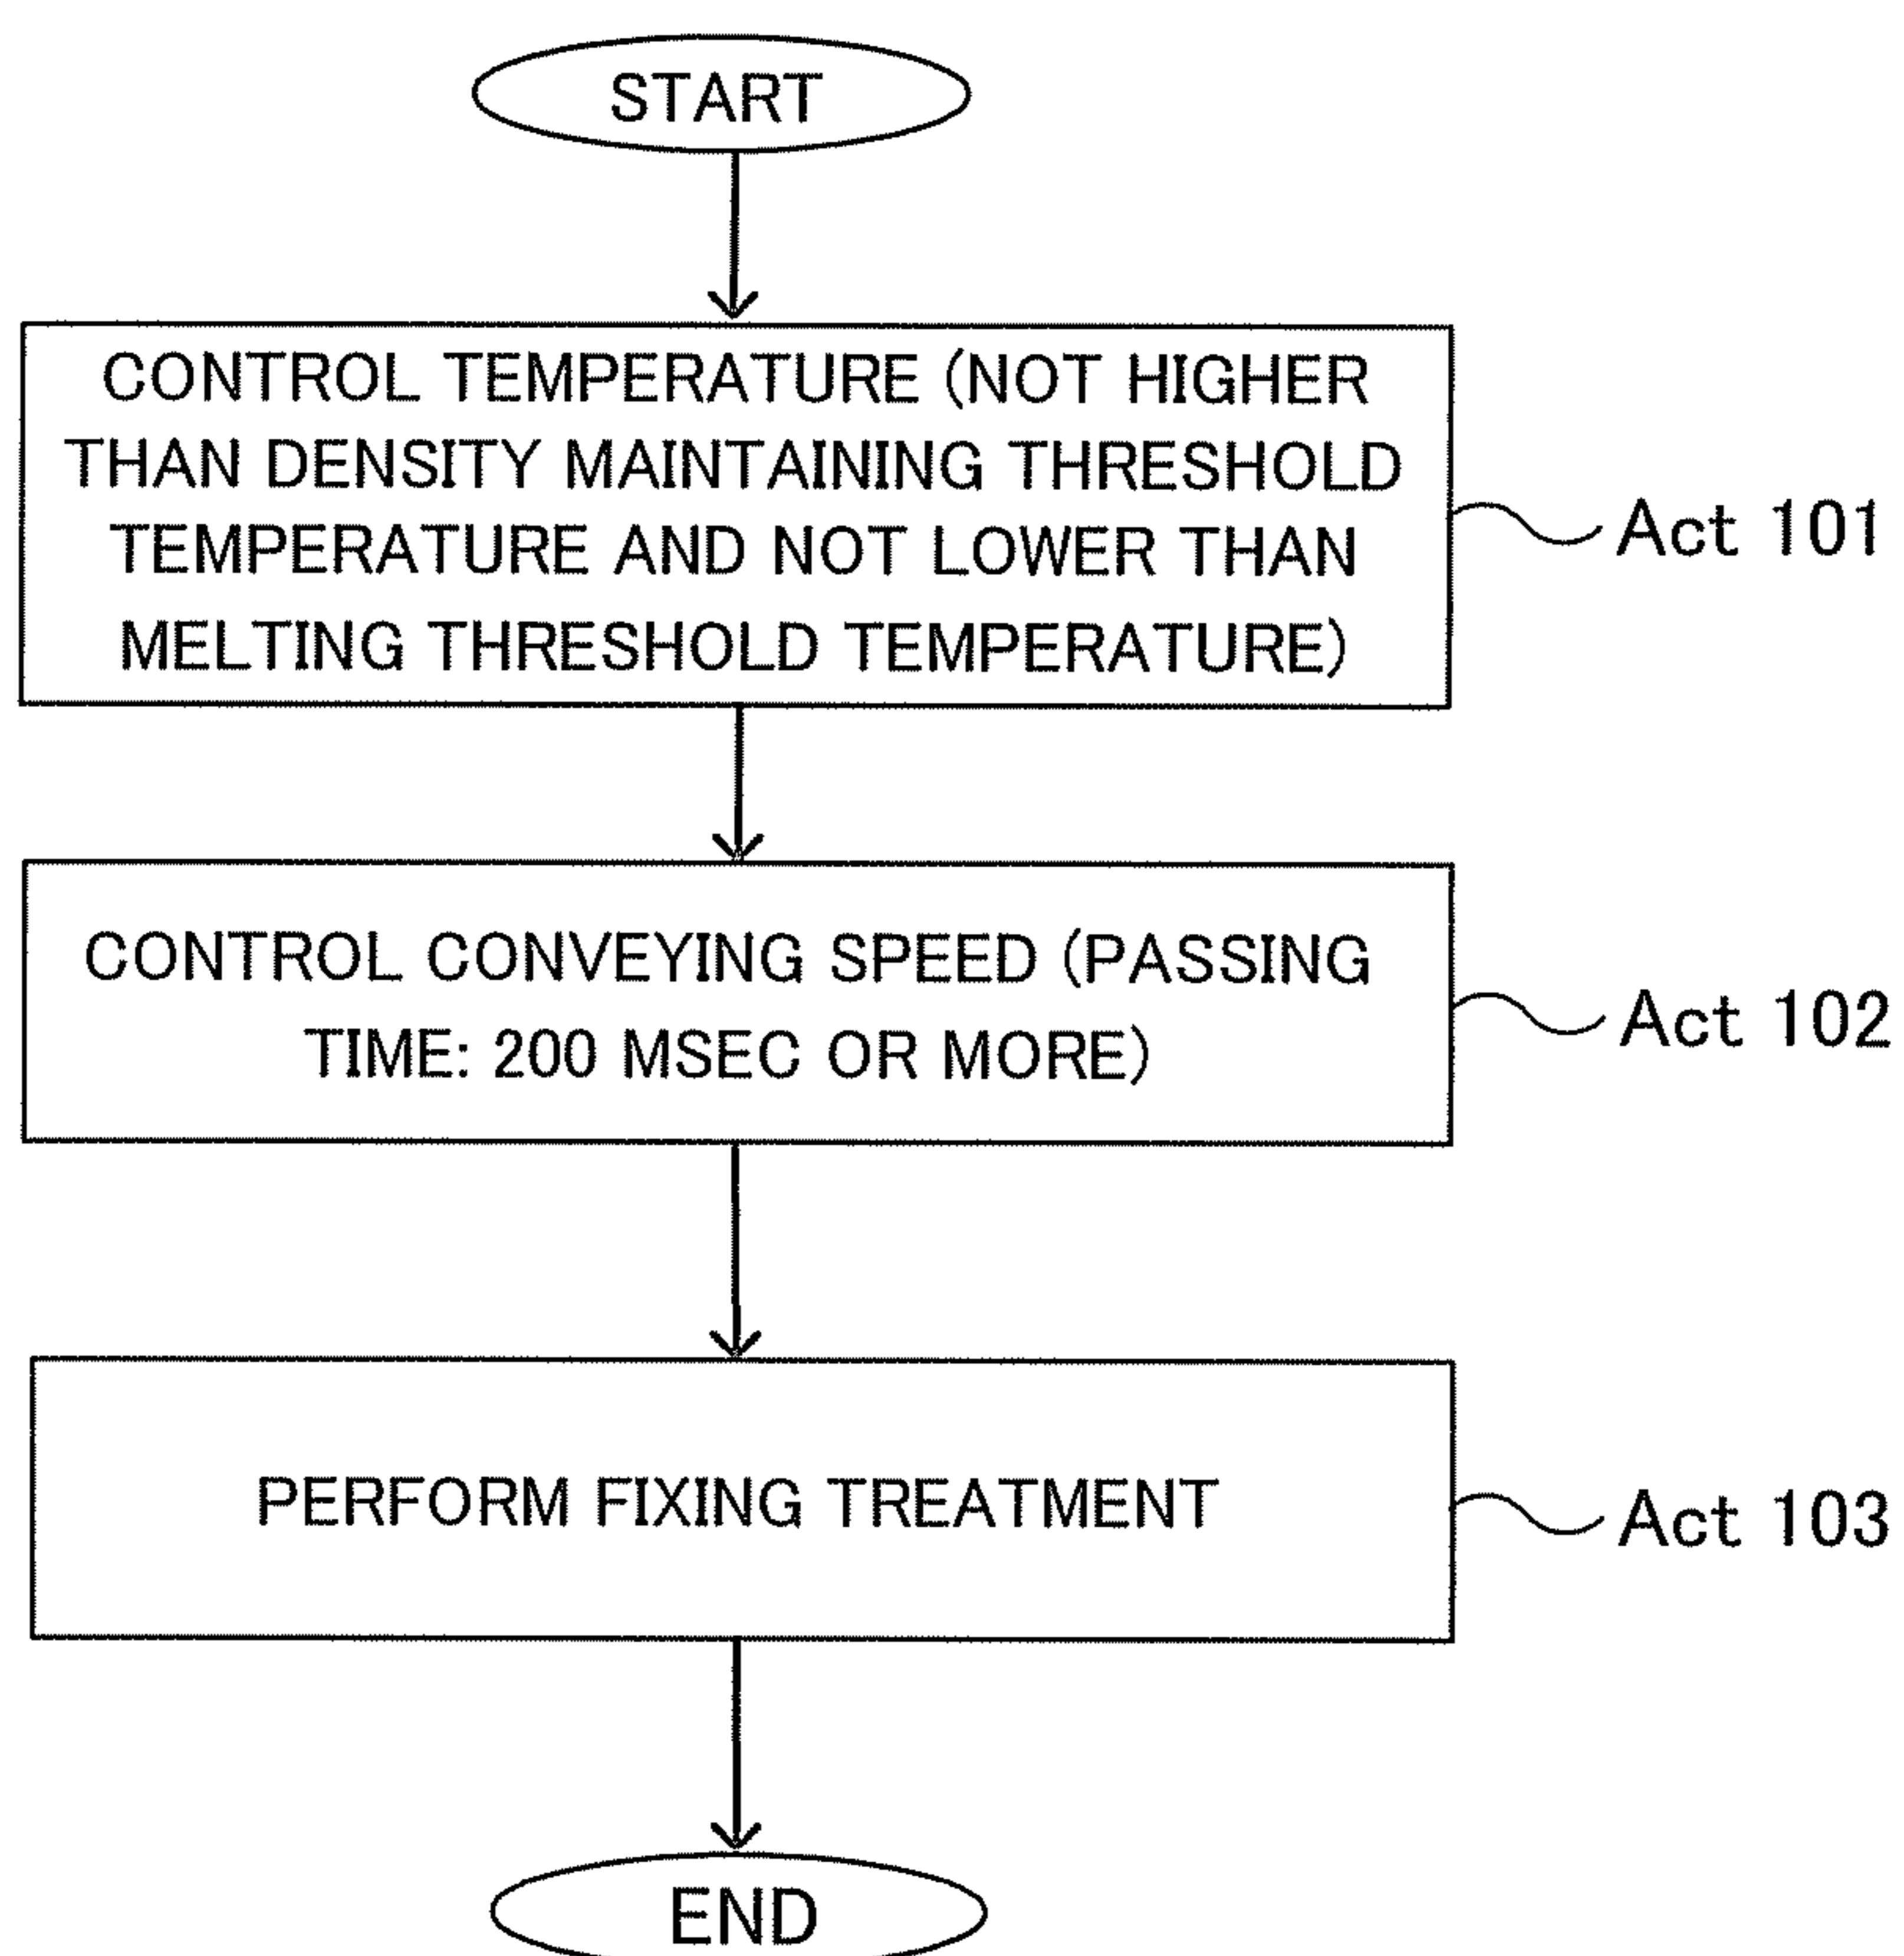 START
CONTROL TEMPERATURE (NOT HIGHER
THAN DENSITY MAINTAINING THRESHOLD
TEMPERATURE AND NOT LOWER THAN
MELTING THRESHOLD TEMPERATURE)
Act 101
CONTROL CONVEYING SPEED (PASSING
TIME: 200 MSEC OR MORE)
Act 102
PERFORM FIXING TREATMENT
Act 103
END